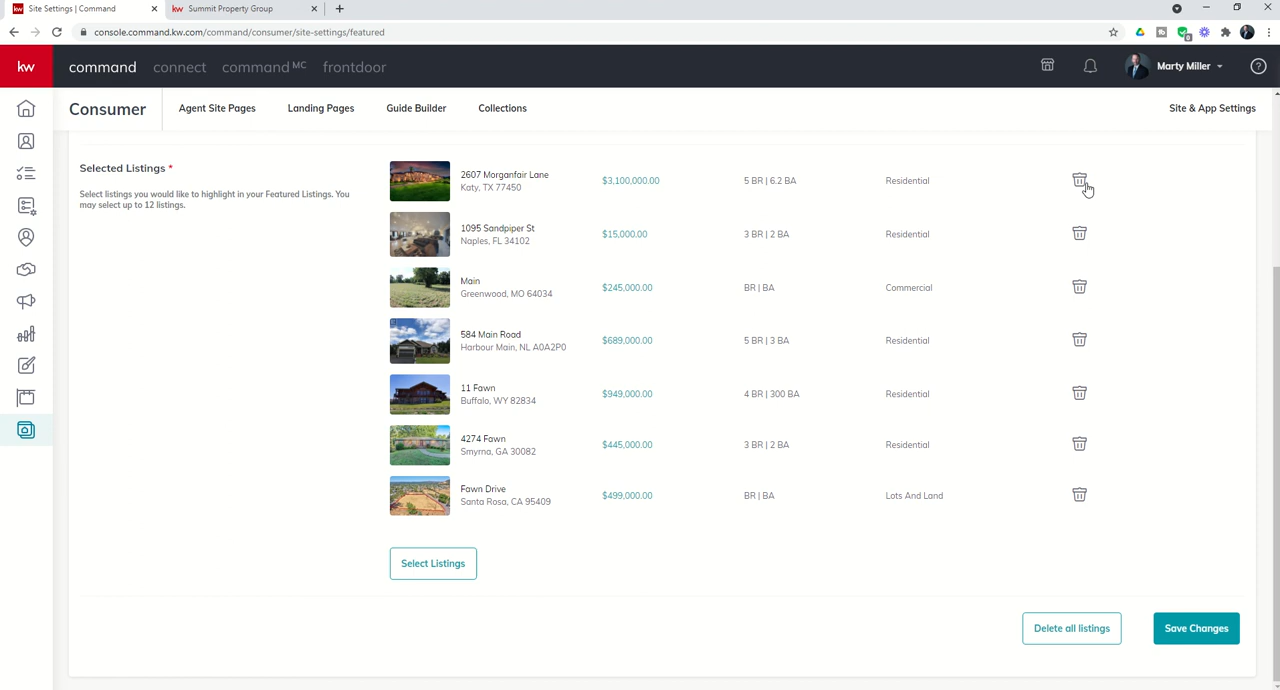 Site Settings | Command
kw Summit Property Group
console.command.kw.com/command/consumer/site-settings/featured
kw command connect command MC frontdoor Marty Miller
Consumer Agent Site Pages Landing Pages Guide Builder Collections Site & App Settings
Selected Listings *
Select listings you would like to highlight in your Featured Listings. You
may select up to 12 listings.
2607 Morganfair Lane
Katy, TX 77450
$3,100,000.00
5 BR | 6.2 BA
Residential
1095 Sandpiper St
Naples, FL 34102
$15,000.00
3 BR | 2 BA
Residential
Main
Greenwood, MO 64034
$245,000.00
BR | BA
Commercial
584 Main Road
Harbour Main, NL A0A2P0
$689,000.00
5 BR | 3 BA
Residential
11 Fawn
Buffalo, WY 82834
$949,000.00
4 BR | 300 BA
Residential
4274 Fawn
Smyrna, GA 30082
$445,000.00
3 BR | 2 BA
Residential
Fawn Drive
Santa Rosa, CA 95409
$499,000.00
BR | BA
Lots And Land
Select Listings
Delete all listings
Save Changes